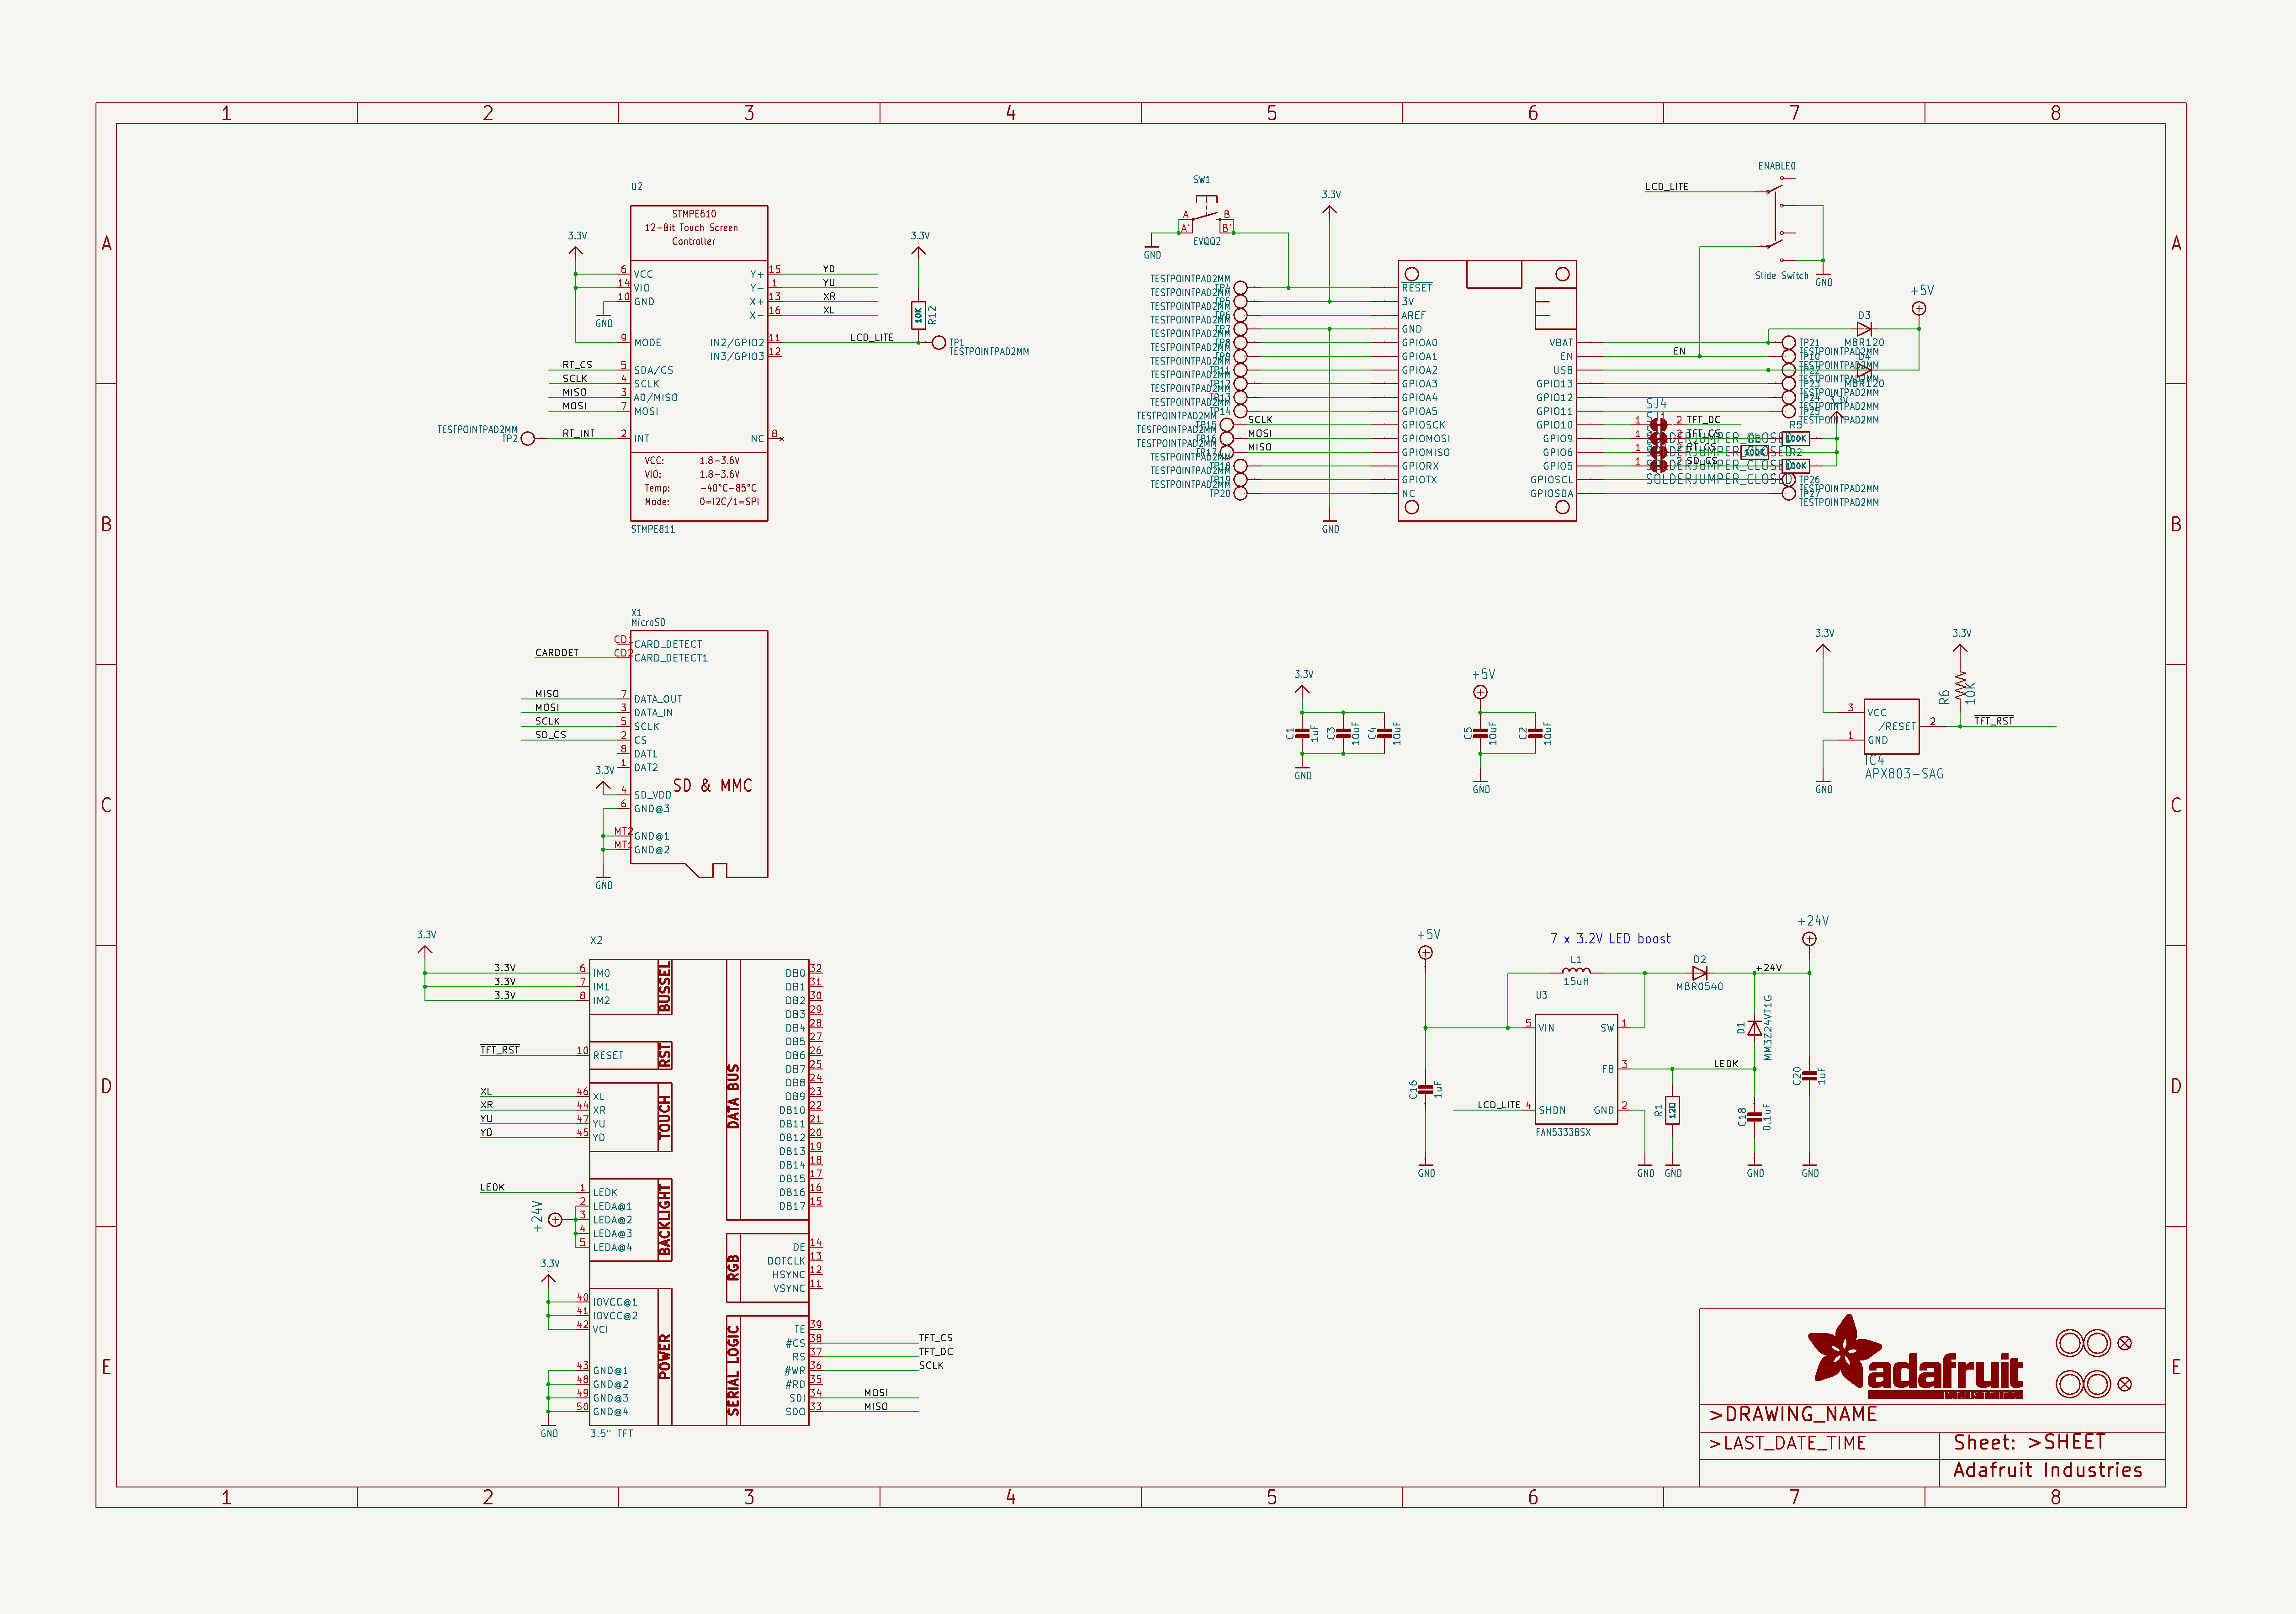 1 2 3 4 5 6 7 8
A
B
C
D
E
A
B
C
D
E
1 2 3 4 5 6 7 8
U2
STMPE610
12-Bit Touch Screen
Controller
3.3V
6 VCC
14 VIO
10 GND
GND
9 MODE
RT_CS 5 SDA/CS
SCLK 4 SCLK
MISO 3 A0/MISO
MOSI 7 MOSI
TESTPOINTPAD2MM
TP2
RT_INT 2 INT
Y+ 15 YD
Y- 1 YU
X+ 13 XR
X- 16 XL
IN2/GPIO2 11 LCD_LITE
IN3/GPIO3 12
NC 8
VCC: 1.8-3.6V
VIO: 1.8-3.6V
Temp: -40°C-85°C
Mode: 0=I2C/1=SPI
STMPE811
3.3V
10K
R12
TP1
TESTPOINTPAD2MM
SW1
A B
A' B'
EVQQ2
GND
3.3V
TESTPOINTPAD2MM
TP4
TESTPOINTPAD2MM
TP5
TESTPOINTPAD2MM
TP6
TESTPOINTPAD2MM
TP7
TESTPOINTPAD2MM
TP8
TESTPOINTPAD2MM
TP9
TESTPOINTPAD2MM
TP11
TESTPOINTPAD2MM
TP12
TESTPOINTPAD2MM
TP13
TESTPOINTPAD2MM
TP14
TESTPOINTPAD2MM
TP15 SCLK
TESTPOINTPAD2MM
TP16 MOSI
TESTPOINTPAD2MM
TP17 MISO
TESTPOINTPAD2MM
TP18
TESTPOINTPAD2MM
TP19
TESTPOINTPAD2MM
TP20
GND
RESET
3V
AREF
GND
GPIOA0
GPIOA1
GPIOA2
GPIOA3
GPIOA4
GPIOA5
GPIOSCK
GPIOMOSI
GPIOMISO
GPIORX
GPIOTX
NC
VBAT
EN
USB
GPIO13
GPIO12
GPIO11
GPIO10
GPIO9
GPIO6
GPIO5
GPIOSCL
GPIOSDA
ENABLE0
LCD_LITE
Slide Switch
GND
+5V
D3
MBR120
D4
MBR120
EN
TP21
TESTPOINTPAD2MM
TP10
TESTPOINTPAD2MM
TP22
TESTPOINTPAD2MM
TP23
TESTPOINTPAD2MM
TP24
TESTPOINTPAD2MM
TP25
TESTPOINTPAD2MM
3.3V
SJ4
SJ1
1 2 TFT_DC
1 2 TFT_CS
1 2 RT_CS
1 2 SD_CS
SOLDERJUMPER_CLOSED
SOLDERJUMPER_CLOSED
SOLDERJUMPER_CLOSED
SOLDERJUMPER_CLOSED
R5
100K
100K
R2
100K
TP26
TESTPOINTPAD2MM
TP27
TESTPOINTPAD2MM
X1
MicroSD
CD1 CARD_DETECT
CARDDET CD2 CARD_DETECT1
MISO 7 DATA_OUT
MOSI 3 DATA_IN
SCLK 5 SCLK
SD_CS 2 CS
8 DAT1
1 DAT2
3.3V
SD & MMC
4 SD_VDD
6 GND@3
MT2 GND@1
MT1 GND@2
GND
3.3V
C1
1uF
C3
10uF
C4
10uF
GND
+5V
C5
10uF
C2
10uF
GND
3.3V
3.3V
R6
10K
3 VCC
/RESET 2 TFT_RST
1 GND
IC4
APX803-SAG
GND
3.3V
X2
3.3V 6 IM0
3.3V 7 IM1
3.3V 8 IM2
BUSSEL
TFT_RST 10 RESET
RST
XL 46 XL
XR 44 XR
YU 47 YU
YD 45 YD
TOUCH
LEDK 1 LEDK
2 LEDA@1
+24V 3 LEDA@2
4 LEDA@3
5 LEDA@4
BACKLIGHT
3.3V
40 IOVCC@1
41 IOVCC@2
42 VCI
43 GND@1
48 GND@2
49 GND@3
50 GND@4
POWER
GND
3.5" TFT
DATA BUS
DB0 32
DB1 31
DB2 30
DB3 29
DB4 28
DB5 27
DB6 26
DB7 25
DB8 24
DB9 23
DB10 22
DB11 21
DB12 20
DB13 19
DB14 18
DB15 17
DB16 16
DB17 15
RGB
DE 14
DOTCLK 13
HSYNC 12
VSYNC 11
SERIAL LOGIC
TE 39
#CS 38 TFT_CS
RS 37 TFT_DC
#WR 36 SCLK
#RD 35
SDI 34 MOSI
SDO 33 MISO
+5V
7 x 3.2V LED boost
+24V
L1
15uH
D2
MBR0540
+24V
U3
5 VIN
SW 1
FB 3
LCD_LITE 4 SHDN
GND 2
FAN5333BSX
C16
1uF
GND
GND
LEDK
R1
12Ω
GND
D1
MM3Z24VT1G
C18
0.1uF
GND
C20
1uF
GND
adafruit
INDUSTRIES
>DRAWING_NAME
>LAST_DATE_TIME
Sheet: >SHEET
Adafruit Industries